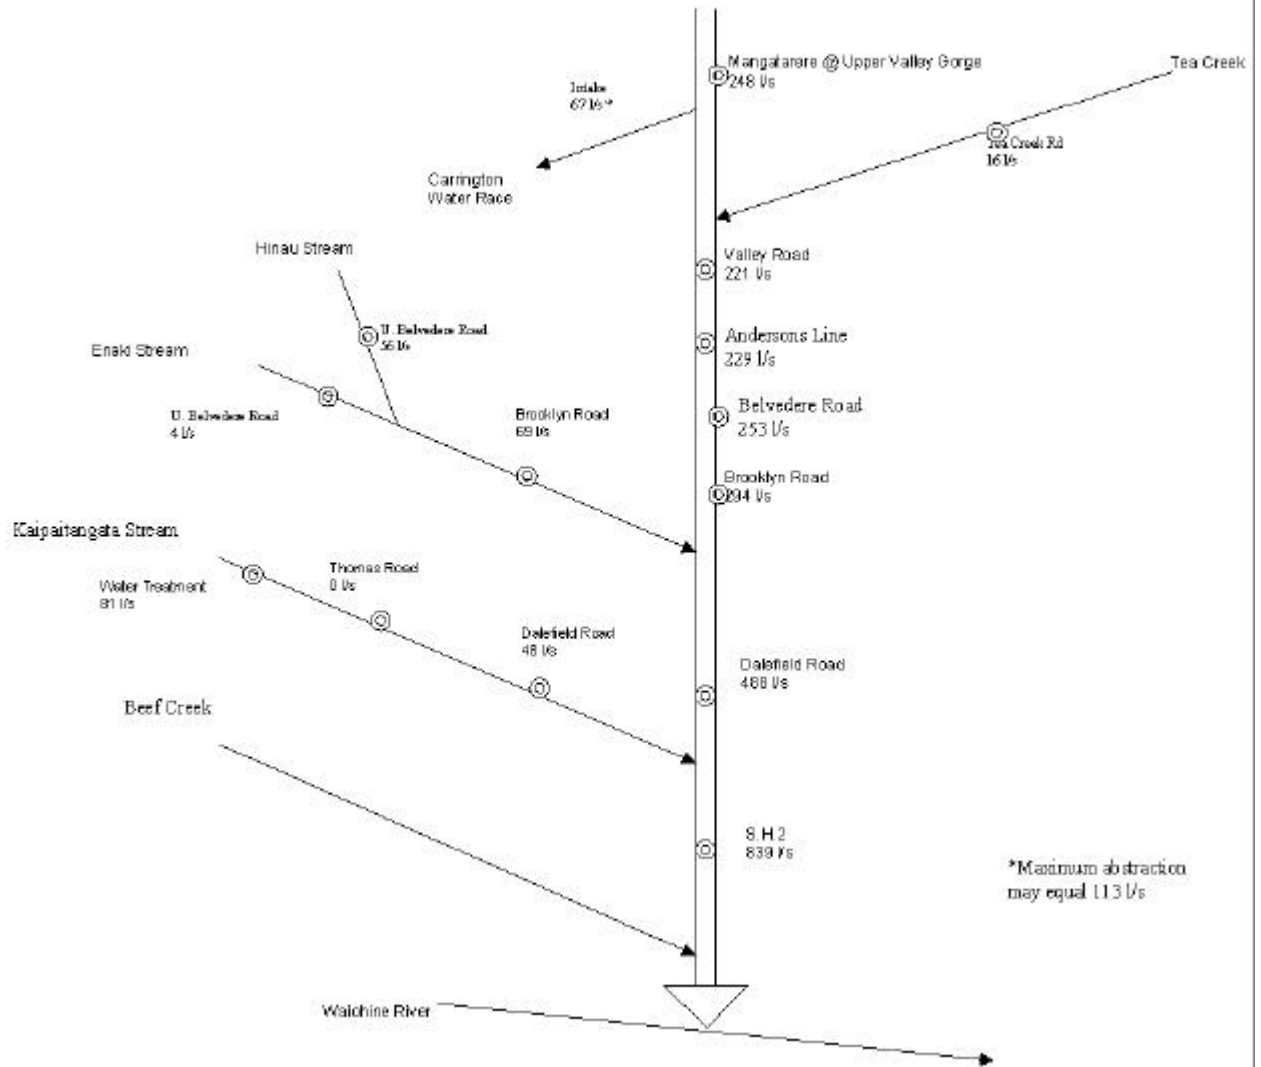 Mangatarere @ Upper Valley Gorge
248 l/s
Tea Creek
Intake
67 l/s *
Tea Creek Rd
16 l/s
Carrington
Water Race
Hinau Stream
Valley Road
221 l/s
U. Belvedere Road
56 l/s
Andersons Line
229 l/s
Enaki Stream
U. Belvedere Road
4 l/s
Brooklyn Road
69 l/s
Belvedere Road
253 l/s
Brooklyn Road
294 l/s
Kaipaitangata Stream
Water Treatment
81 l/s
Thomas Road
0 l/s
Dalefield Road
48 l/s
Dalefield Road
488 l/s
Beef Creek
S.H.2
839 l/s
*Maximum abstraction
may equal 113 l/s
Waiohine River